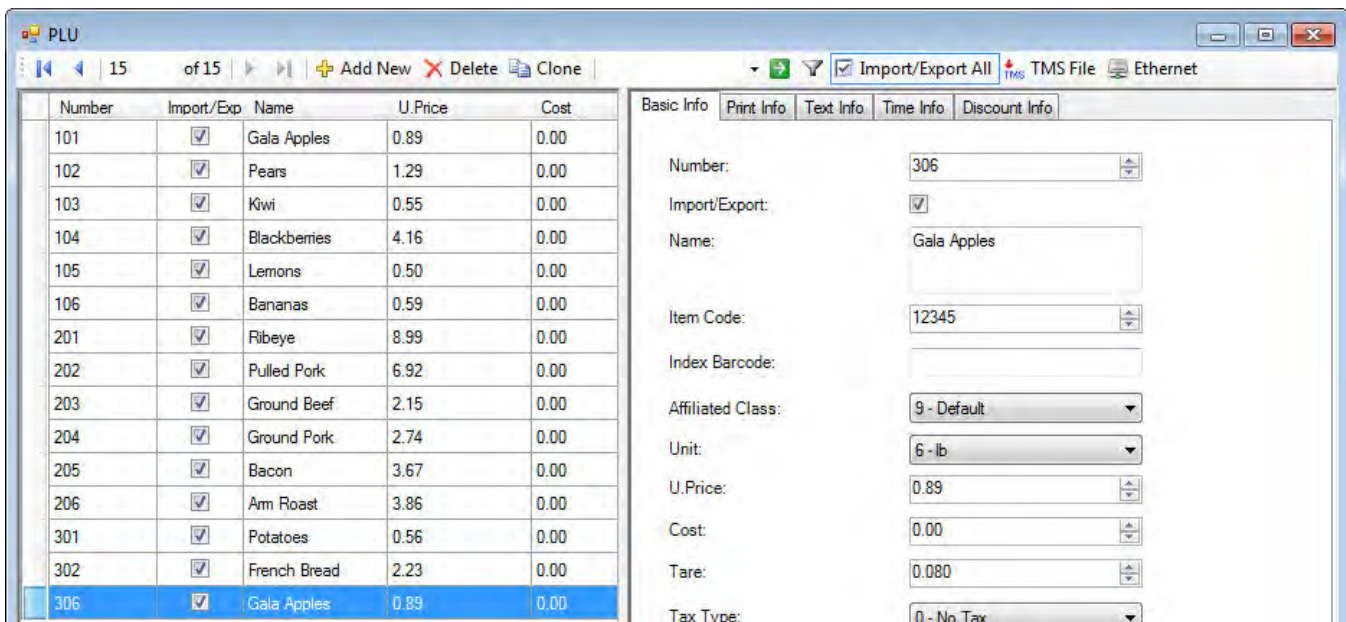 PLU
15 of 15 Add New Delete Clone Import/Export All TMS TMS File Ethernet
Number Import/Exp Name U.Price Cost
101 Gala Apples 0.89 0.00
102 Pears 1.29 0.00
103 Kiwi 0.55 0.00
104 Blackberries 4.16 0.00
105 Lemons 0.50 0.00
106 Bananas 0.59 0.00
201 Ribeye 8.99 0.00
202 Pulled Pork 6.92 0.00
203 Ground Beef 2.15 0.00
204 Ground Pork 2.74 0.00
205 Bacon 3.67 0.00
206 Arm Roast 3.86 0.00
301 Potatoes 0.56 0.00
302 French Bread 2.23 0.00
306 Gala Apples 0.89 0.00
Basic Info Print Info Text Info Time Info Discount Info
Number: 306
Import/Export:
Name: Gala Apples
Item Code: 12345
Index Barcode:
Affiliated Class: 9 - Default
Unit: 6 - lb
U.Price: 0.89
Cost: 0.00
Tare: 0.080
Tax Type: 0 - No Tax